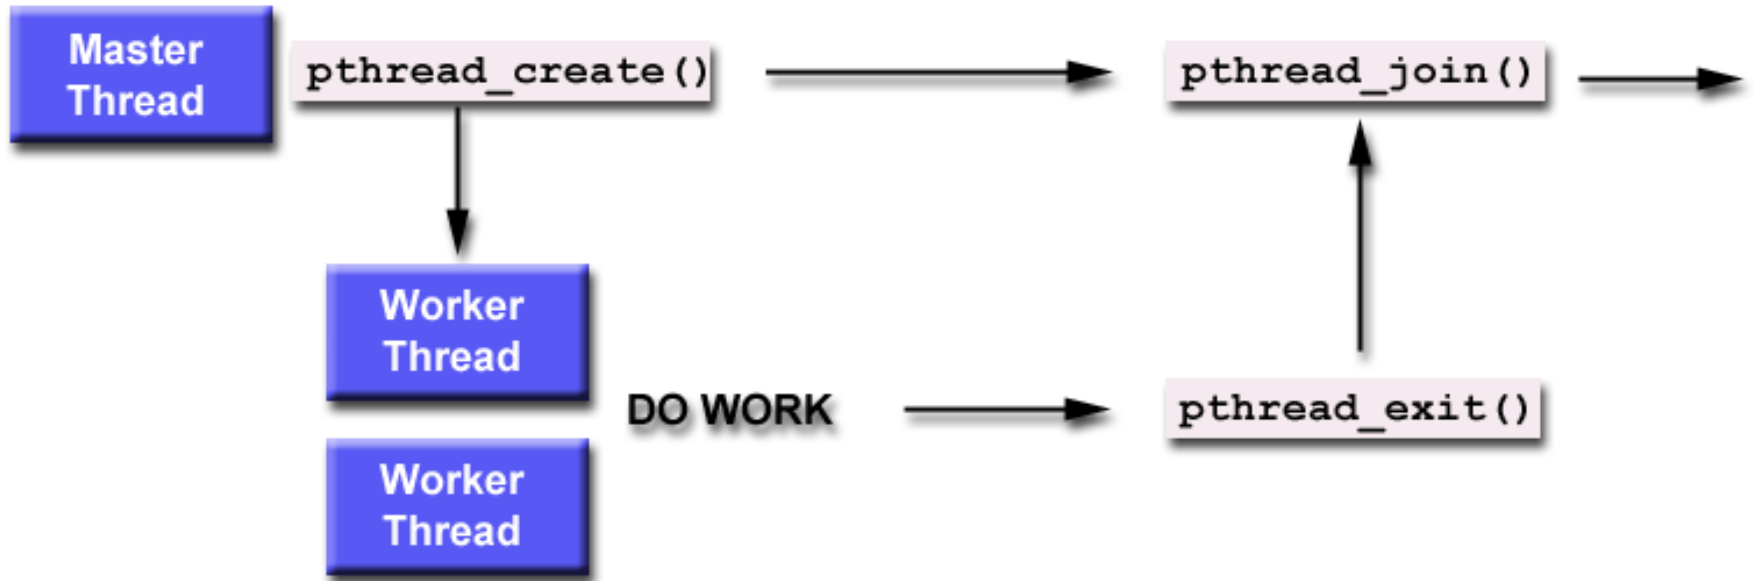 Master
Thread
pthread_create()
pthread_join()
Worker
Thread
DO WORK
pthread_exit()
Worker
Thread